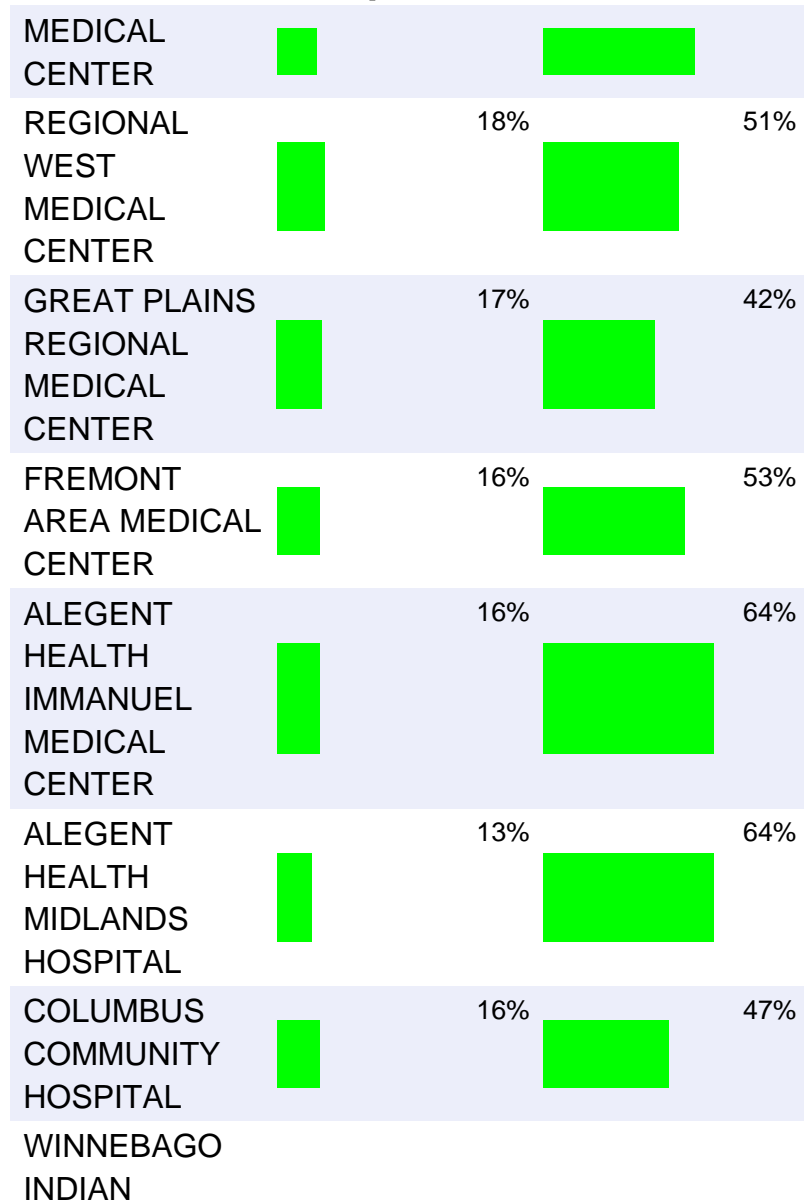 MEDICAL
CENTER
REGIONAL 18% 51%
WEST
MEDICAL
CENTER
GREAT PLAINS 17% 42%
REGIONAL
MEDICAL
CENTER
FREMONT 16% 53%
AREA MEDICAL
CENTER
ALEGENT 16% 64%
HEALTH
IMMANUEL
MEDICAL
CENTER
ALEGENT 13% 64%
HEALTH
MIDLANDS
HOSPITAL
COLUMBUS 16% 47%
COMMUNITY
HOSPITAL
WINNEBAGO
INDIAN